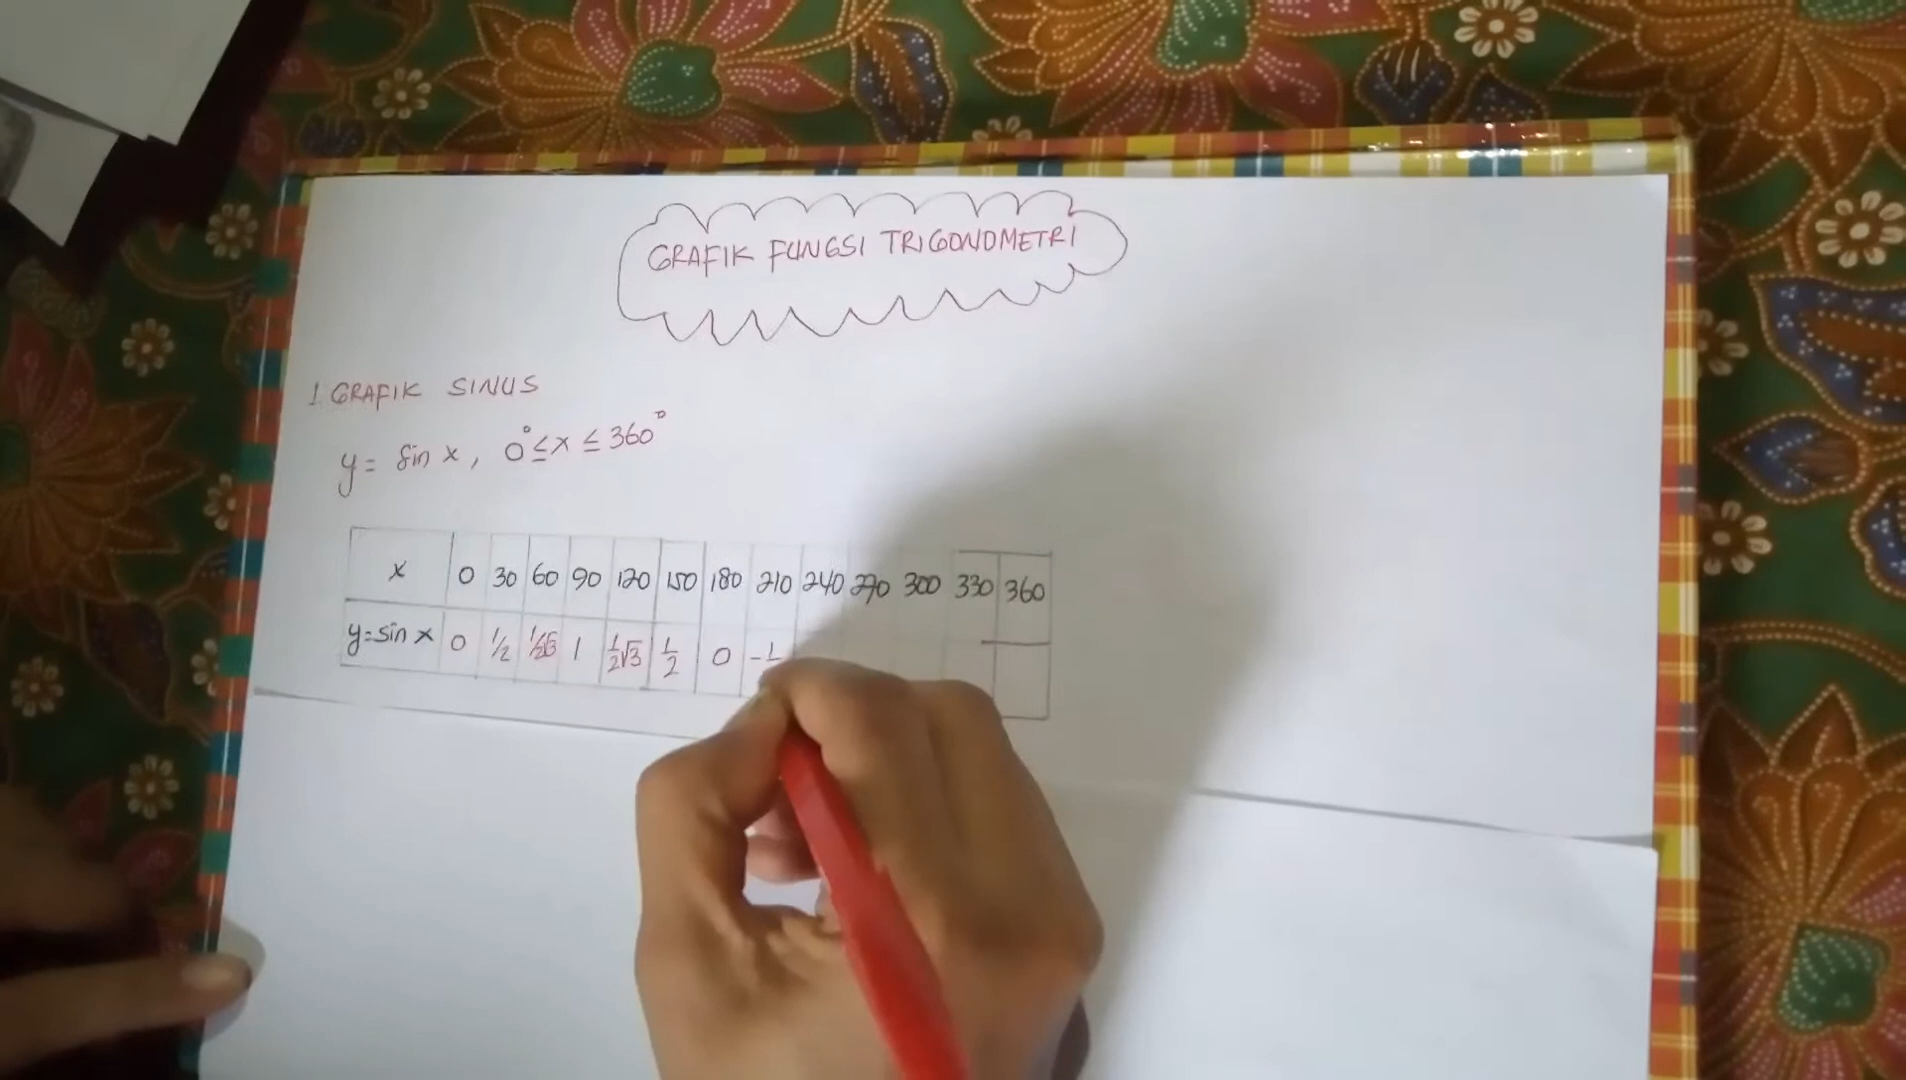 GRAFIK FUNGSI TRIGONOMETRI
1. GRAFIK SINUS
y = sin x, 0° ≤ x ≤ 360°
x 0 30 60 90 120 150 180 210 240 270 300 330 360
y=sin x 0 1/2 1/2√3 1 1/2√3 1/2 0 -1